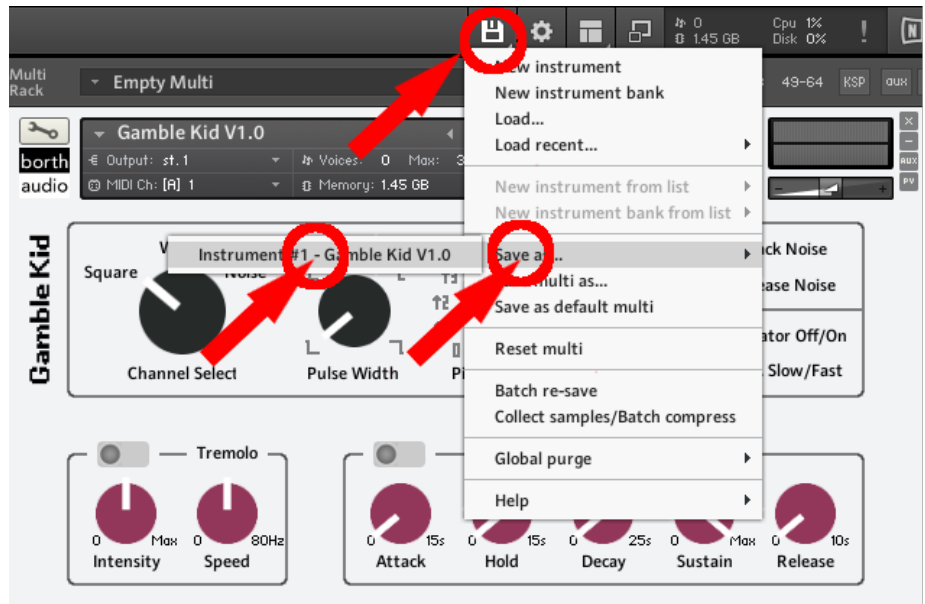 0
1.45 GB
Cpu 1%
Disk 0%
!
N
Multi
Rack
Empty Multi
49-64
KSP
aux
New instrument
New instrument bank
Load...
Load recent...
New instrument from list
New instrument bank from list
Save as...
multi as...
Save as default multi
Reset multi
Batch re-save
Collect samples/Batch compress
Global purge
Help
borth
audio
Gamble Kid V1.0
Output: st.1
Voices: 0 Max: 3
MIDI Ch: [A] 1
Memory: 1.45 GB
AUX
PV
Instrument #1 - Gamble Kid V1.0
Gamble Kid
Square
Noise
Channel Select
Pulse Width
ck Noise
ease Noise
ator Off/On
Slow/Fast
Tremolo
0 Max
Intensity
0 80Hz
Speed
0 15s
Attack
0 15s
Hold
0 25s
Decay
0 Max
Sustain
0 10s
Release